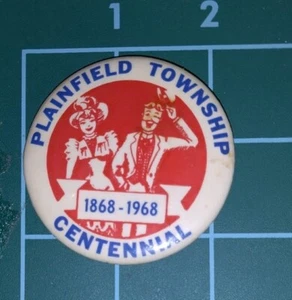 1 2
PLAINFIELD TOWNSHIP
1868-1968
CENTENNIAL